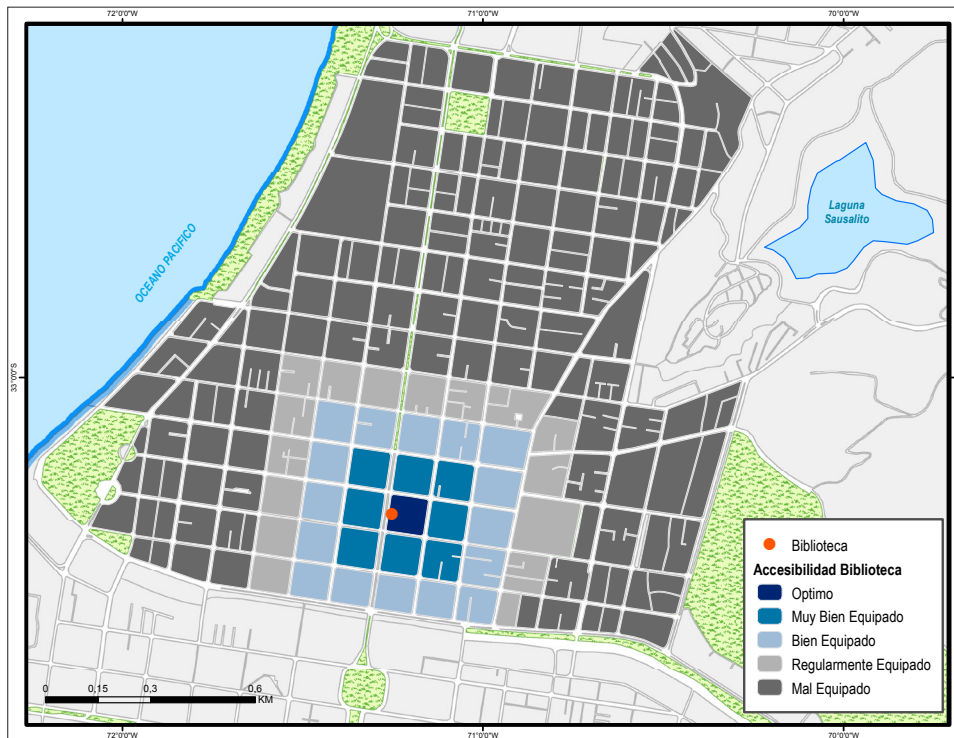 72°0'0"W
71°0'0"W
70°0'0"W
OCEANO PACIFICO
Laguna
Sausalito
33°0'0"S
Biblioteca
Accesibilidad Biblioteca
Optimo
Muy Bien Equipado
Bien Equipado
Regularmente Equipado
Mal Equipado
0 0,15 0,3 0,6
KM
72°0'0"W
71°0'0"W
70°0'0"W